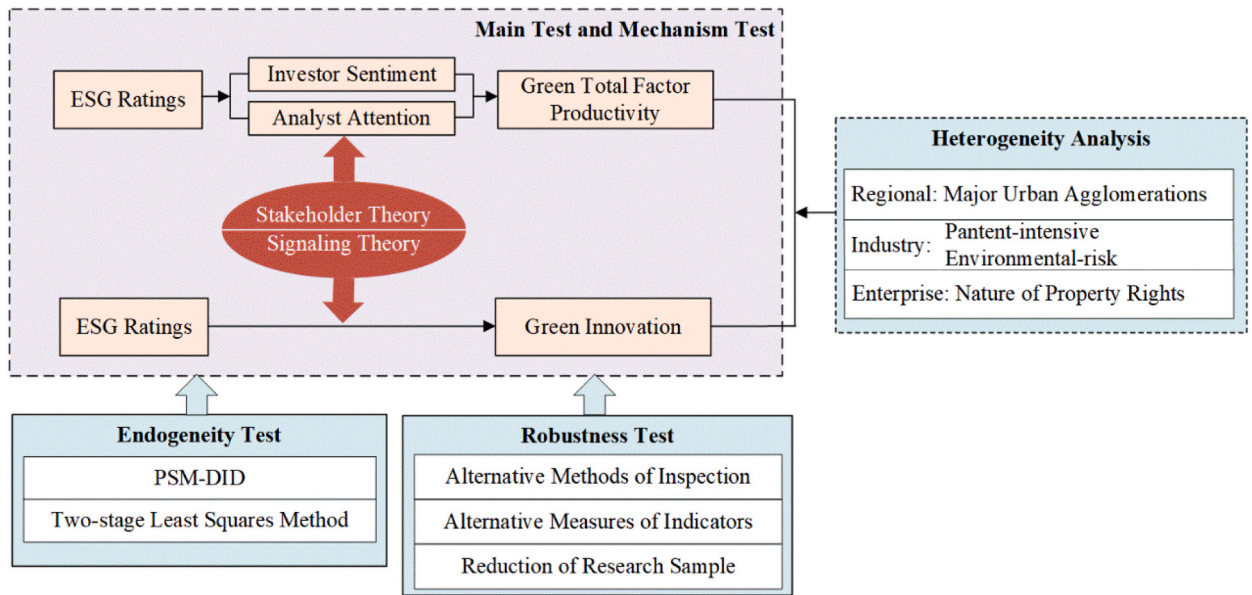 Main Test and Mechanism Test
ESG Ratings
Investor Sentiment
Analyst Attention
Green Total Factor
Productivity
Stakeholder Theory
Signaling Theory
ESG Ratings
Green Innovation
Heterogeneity Analysis
Regional: Major Urban Agglomerations
Industry: Pantent-intensive
Environmental-risk
Enterprise: Nature of Property Rights
Endogeneity Test
PSM-DID
Two-stage Least Squares Method
Robustness Test
Alternative Methods of Inspection
Alternative Measures of Indicators
Reduction of Research Sample